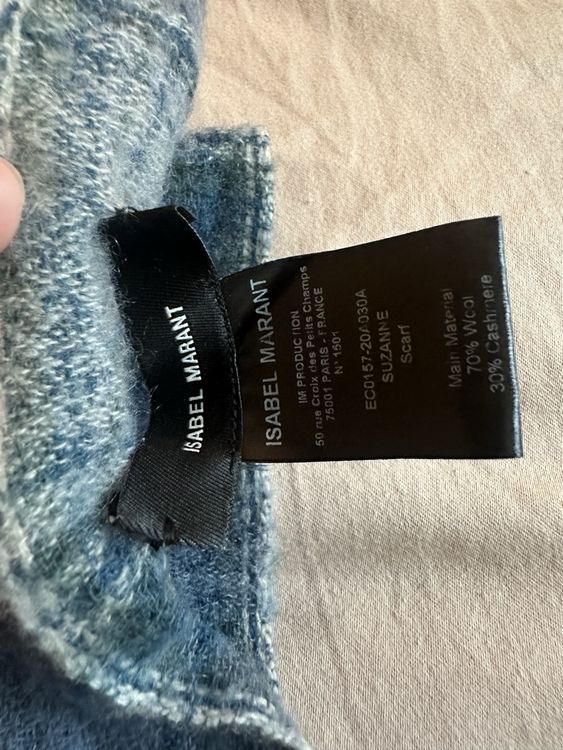 ISABEL MARANT
ISABEL MARANT
IM PRODUCTION
50 rue Croix des Petits Champs
75001 PARIS - FRANCE
N°1501
EC0157-20A030A
SUZANNE
Scarf
Main Material
70% Wool
30% Cashmere